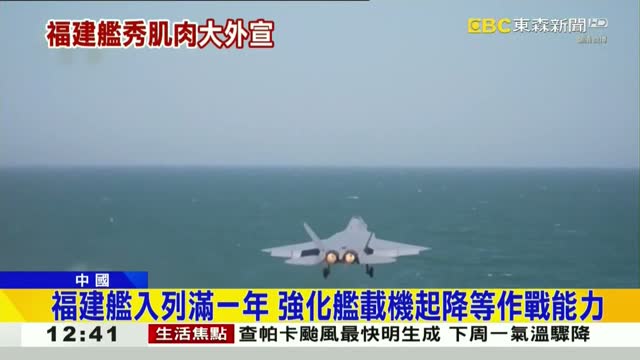 福建艦秀肌肉大外宣
EBC東森新聞HD
中國
福建艦入列滿一年 強化艦載機起降等作戰能力
12:41 生活焦點 查帕卡颱風最快明生成 下周一氣溫驟降